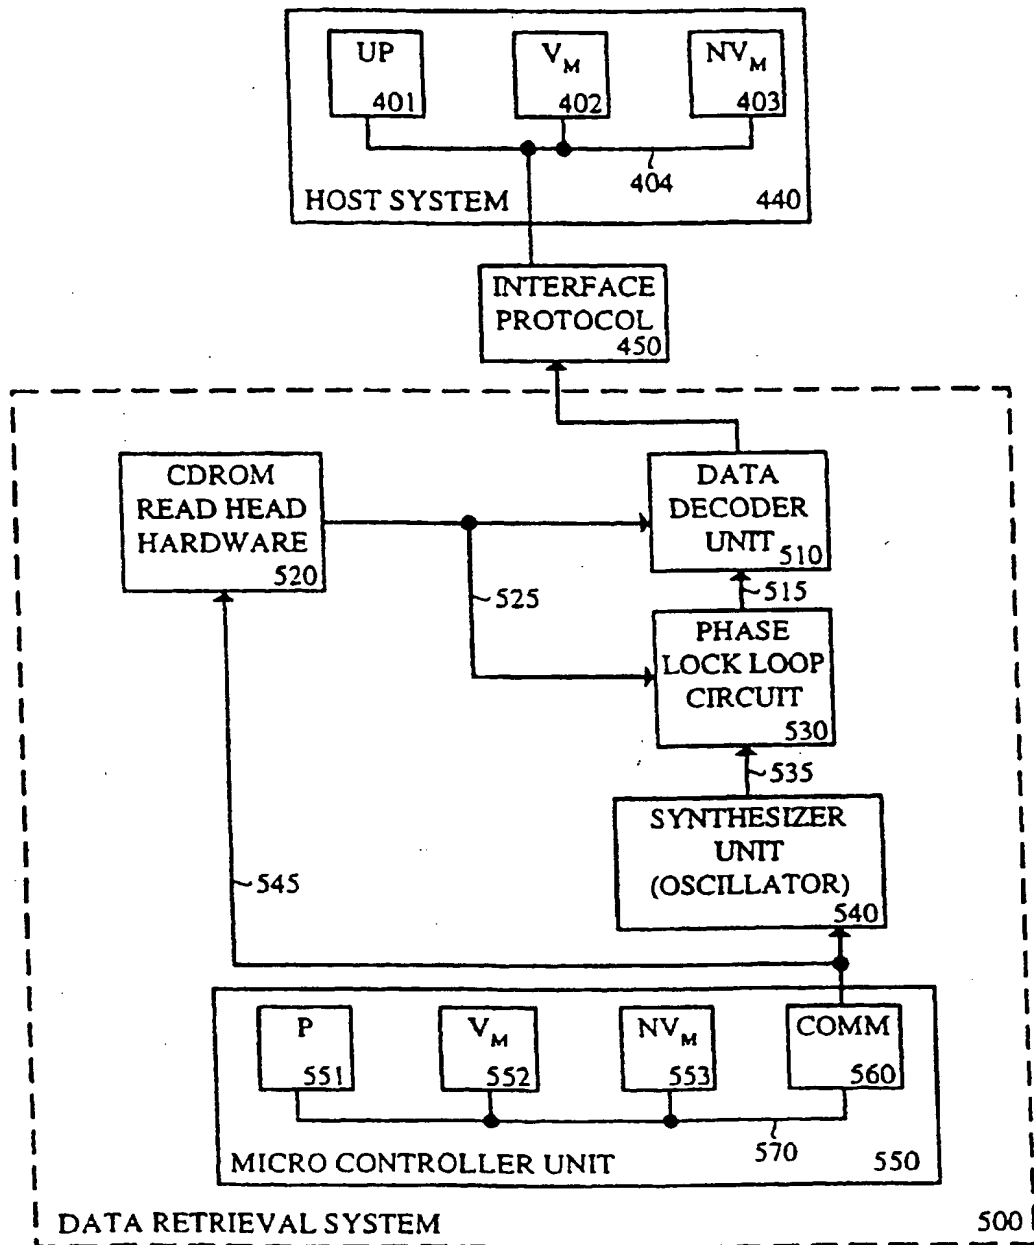 UP
401
V_M
402
NV_M
403
404
HOST SYSTEM
440
INTERFACE
PROTOCOL
450
CDROM
READ HEAD
HARDWARE
520
DATA
DECODER
UNIT
510
525
515
PHASE
LOCK LOOP
CIRCUIT
530
535
SYNTHESIZER
UNIT
(OSCILLATOR)
540
545
P
551
V_M
552
NV_M
553
COMM
560
570
MICRO CONTROLLER UNIT
550
DATA RETRIEVAL SYSTEM
500